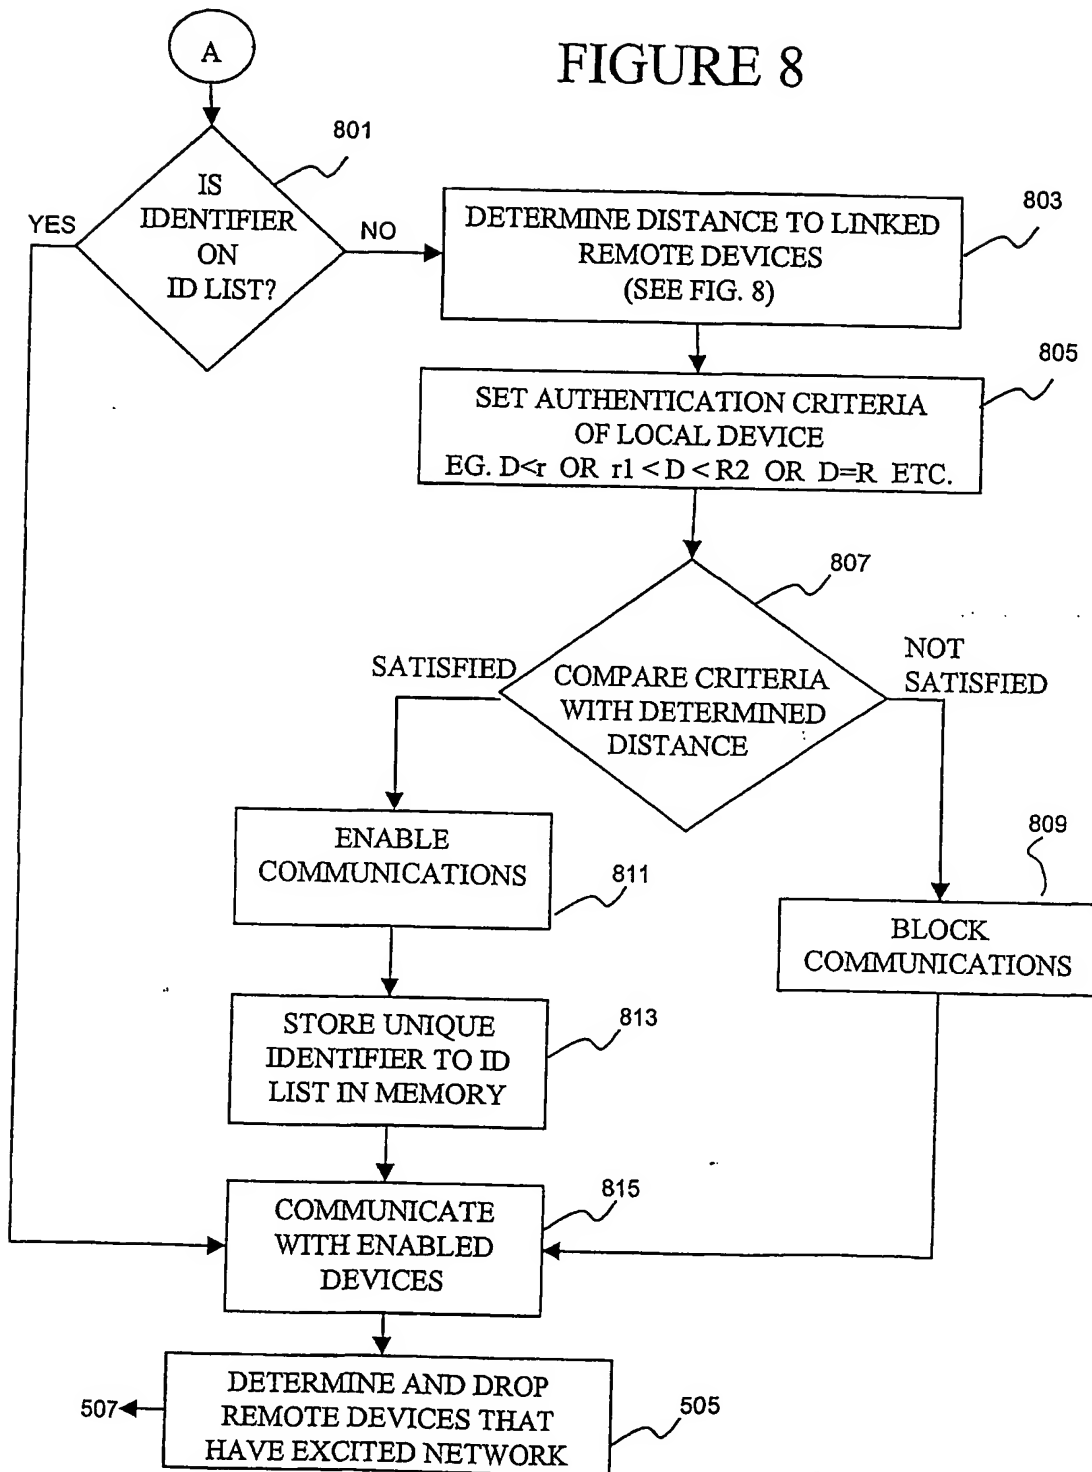 FIGURE 8
A
801
IS
IDENTIFIER
ON
ID LIST?
YES
NO
803
DETERMINE DISTANCE TO LINKED
REMOTE DEVICES
(SEE FIG. 8)
805
SET AUTHENTICATION CRITERIA
OF LOCAL DEVICE
EG. D<r OR r1 < D < R2 OR D=R ETC.
807
COMPARE CRITERIA
WITH DETERMINED
DISTANCE
SATISFIED
NOT
SATISFIED
ENABLE
COMMUNICATIONS
811
809
BLOCK
COMMUNICATIONS
STORE UNIQUE
IDENTIFIER TO ID
LIST IN MEMORY
813
COMMUNICATE
WITH ENABLED
DEVICES
815
DETERMINE AND DROP
REMOTE DEVICES THAT
HAVE EXCITED NETWORK
505
507